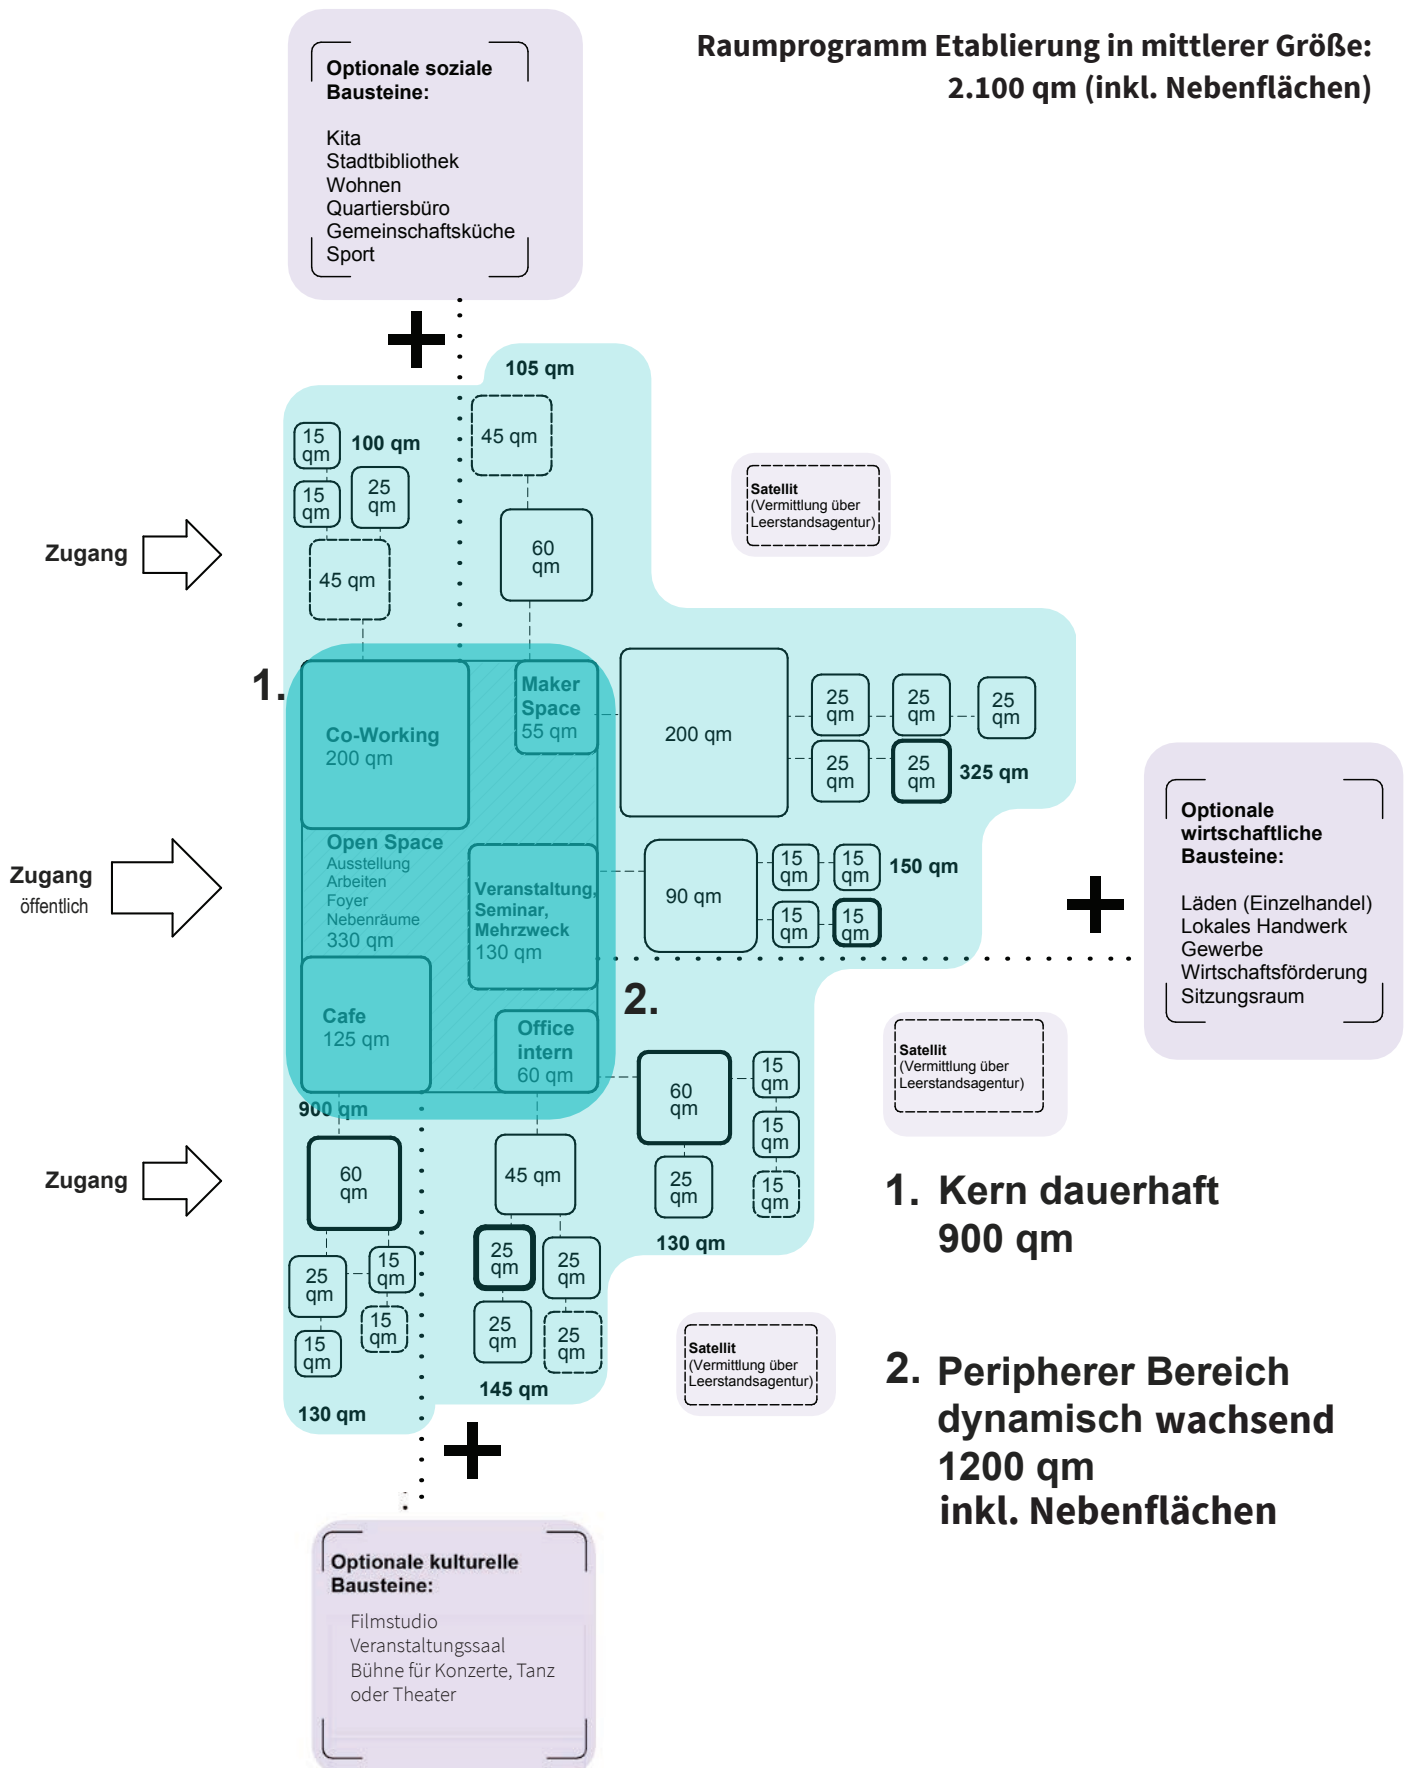 Raumprogramm Etablierung in mittlerer Größe:
2.100 qm (inkl. Nebenflächen)
Optionale soziale
Bausteine:
Kita
Stadtbibliothek
Wohnen
Quartiersbüro
Gemeinschaftsküche
Sport
105 qm
45 qm
60
qm
15
qm
100 qm
15
qm
25
qm
45 qm
Satellit
(Vermittlung über
Leerstandsagentur)
Zugang
1.
Co-Working
200 qm
Maker
Space
55 qm
200 qm
25
qm
25
qm
25
qm
25
qm
25
qm
325 qm
Zugang
öffentlich
Open Space
Ausstellung
Arbeiten
Foyer
Nebenräume
330 qm
Veranstaltung,
Seminar,
Mehrzweck
130 qm
90 qm
15
qm
15
qm
150 qm
15
qm
15
qm
Optionale
wirtschaftliche
Bausteine:
Läden (Einzelhandel)
Lokales Handwerk
Gewerbe
Wirtschaftsförderung
Sitzungsraum
2.
Cafe
125 qm
Office
intern
60 qm
900 qm
60
qm
15
qm
15
qm
15
qm
25
qm
130 qm
Satellit
(Vermittlung über
Leerstandsagentur)
Zugang
60
qm
25
qm
15
qm
15
qm
15
qm
130 qm
45 qm
25
qm
25
qm
25
qm
25
qm
145 qm
Satellit
(Vermittlung über
Leerstandsagentur)
1. Kern dauerhaft
900 qm
2. Peripherer Bereich
dynamisch wachsend
1200 qm
inkl. Nebenflächen
Optionale kulturelle
Bausteine:
Filmstudio
Veranstaltungssaal
Bühne für Konzerte, Tanz
oder Theater